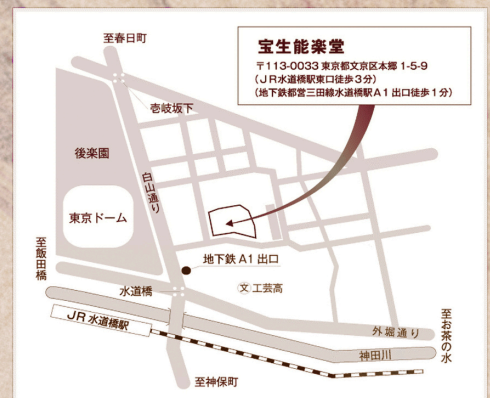 至春日町
宝生能楽堂
〒113-0033 東京都文京区本郷1-5-9
(JR水道橋駅東口徒歩3分)
(地下鉄都営三田線水道橋駅A1出口徒歩1分)
壱岐坂下
後楽園
白山通り
東京ドーム
至飯田橋
地下鉄A1出口
水道橋
文 工芸高
JR水道橋駅
外堀通り
至お茶の水
神田川
至神保町